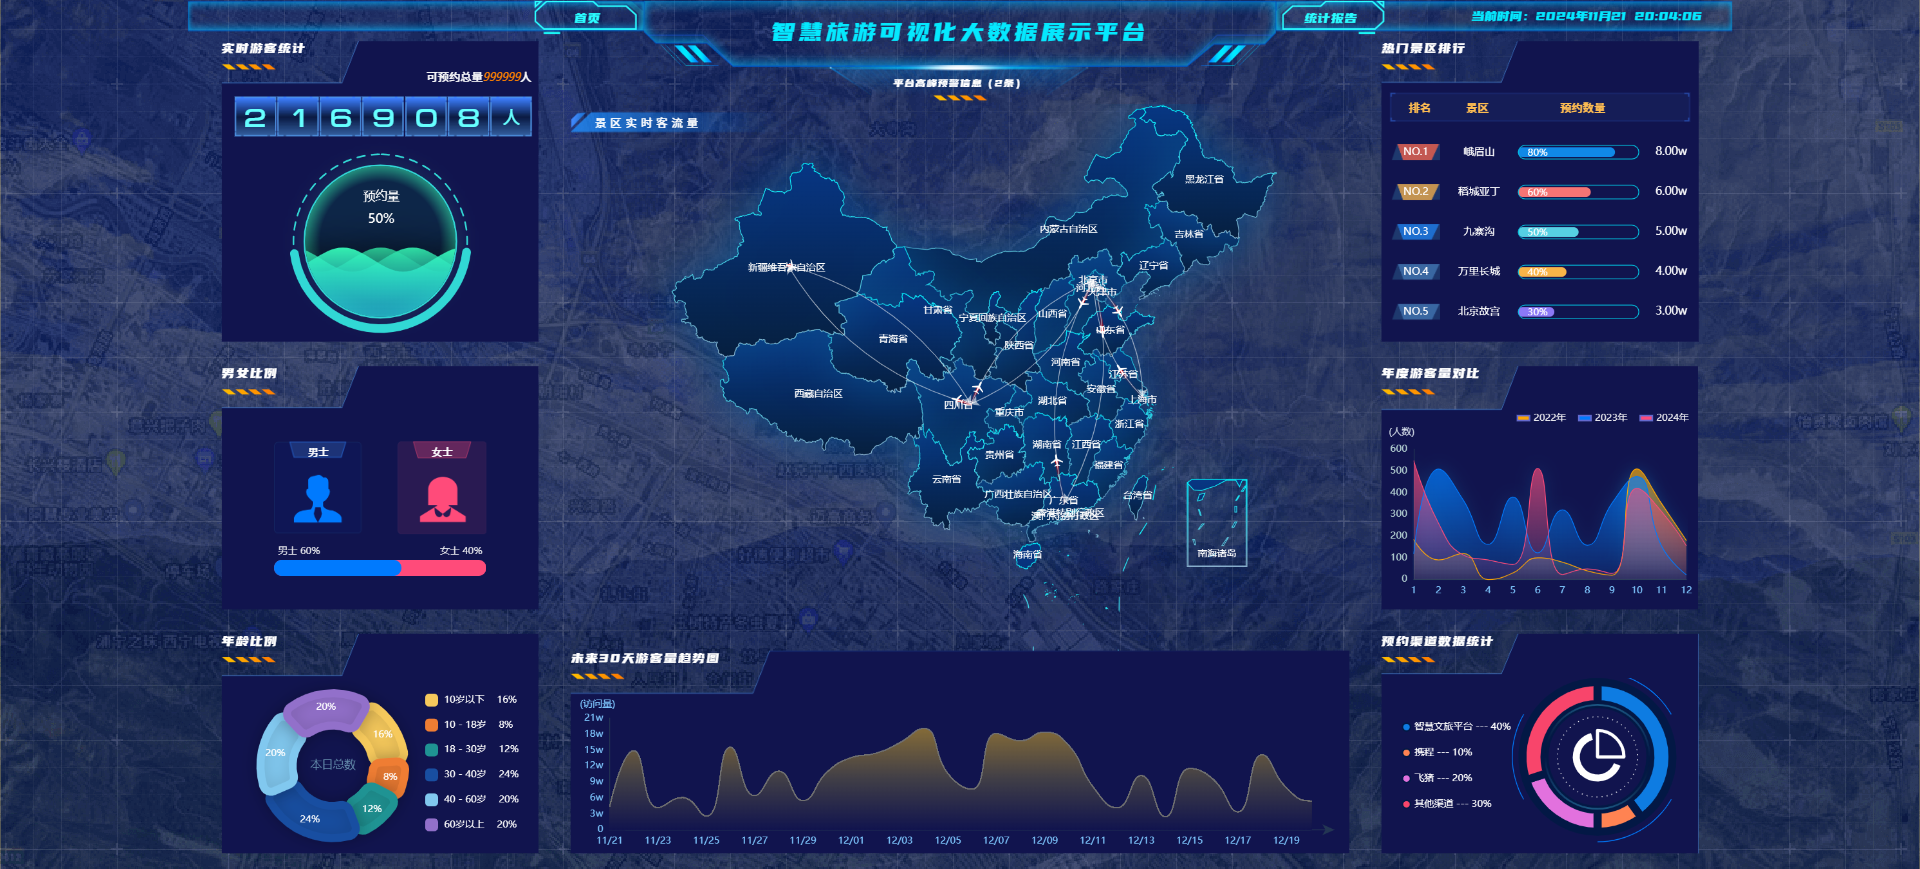 首页
智慧旅游可视化大数据展示平台
统计报告
当前时间：2024年11月21 20:04:06
实时游客统计
可预约总量999999人
2 1 6 9 0 8 人
预约量
50%
男女比例
男士
女士
男士 60%
女士 40%
年龄比例
20%
16%
8%
12%
24%
20%
本日总数
10岁以下 16%
10 - 18岁 8%
18 - 30岁 12%
30 - 40岁 24%
40 - 60岁 20%
60岁以上 20%
平台高峰预警信息（2条）
景区实时客流量
黑龙江省
内蒙古自治区
吉林省
新疆维吾尔自治区
辽宁省
北京市
天津市
甘肃省
宁夏回族自治区
山西省
山东省
青海省
陕西省
河南省
江苏省
西藏自治区
安徽省
四川省
重庆市
湖北省
上海市
浙江省
湖南省
江西省
贵州省
福建省
云南省
广西壮族自治区
广东省
台湾省
海南省
南海诸岛
未来30天游客量趋势图
(访问量)
21w
18w
15w
12w
9w
6w
3w
0
11/21 11/23 11/25 11/27 11/29 12/01 12/03 12/05 12/07 12/09 12/11 12/13 12/15 12/17 12/19
热门景区排行
排名 景区 预约数量
NO.1 峨眉山 80% 8.00w
NO.2 稻城亚丁 60% 6.00w
NO.3 九寨沟 50% 5.00w
NO.4 万里长城 40% 4.00w
NO.5 北京故宫 30% 3.00w
年度游客量对比
2022年 2023年 2024年
(人数)
600
500
400
300
200
100
0
1 2 3 4 5 6 7 8 9 10 11 12
预约渠道数据统计
智慧文旅平台 --- 40%
携程 --- 10%
飞猪 --- 20%
其他渠道 --- 30%